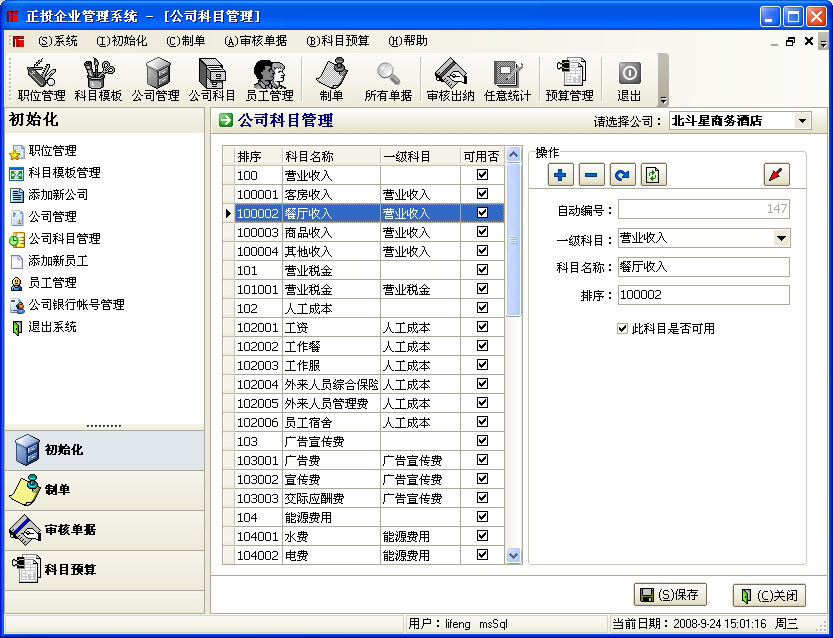 正投企业管理系统 - [公司科目管理]
(S)系统 (I)初始化 (C)制单 (A)审核单据 (B)科目预算 (H)帮助
职位管理 科目模板 公司管理 公司科目 员工管理 制单 所有单据 审核出纳 任意统计 预算管理 退出
初始化
职位管理
科目模板管理
添加新公司
公司管理
公司科目管理
添加新员工
员工管理
公司银行帐号管理
退出系统
初始化
制单
审核单据
科目预算
公司科目管理
请选择公司： 北斗星商务酒店
排序 科目名称 一级科目 可用否
100 营业收入
100001 客房收入 营业收入
100002 餐厅收入 营业收入
100003 商品收入 营业收入
100004 其他收入 营业收入
101 营业税金
101001 营业税金 营业税金
102 人工成本
102001 工资 人工成本
102002 工作餐 人工成本
102003 工作服 人工成本
102004 外来人员综合保险 人工成本
102005 外来人员管理费 人工成本
102006 员工宿舍 人工成本
103 广告宣传费
103001 广告费 广告宣传费
103002 宣传费 广告宣传费
103003 交际应酬费 广告宣传费
104 能源费用
104001 水费 能源费用
104002 电费 能源费用
操作
自动编号： 147
一级科目： 营业收入
科目名称： 餐厅收入
排序： 100002
此科目是否可用
(S)保存 (C)关闭
用户：lifeng msSql 当前日期：2008-9-24 15:01:16 周三